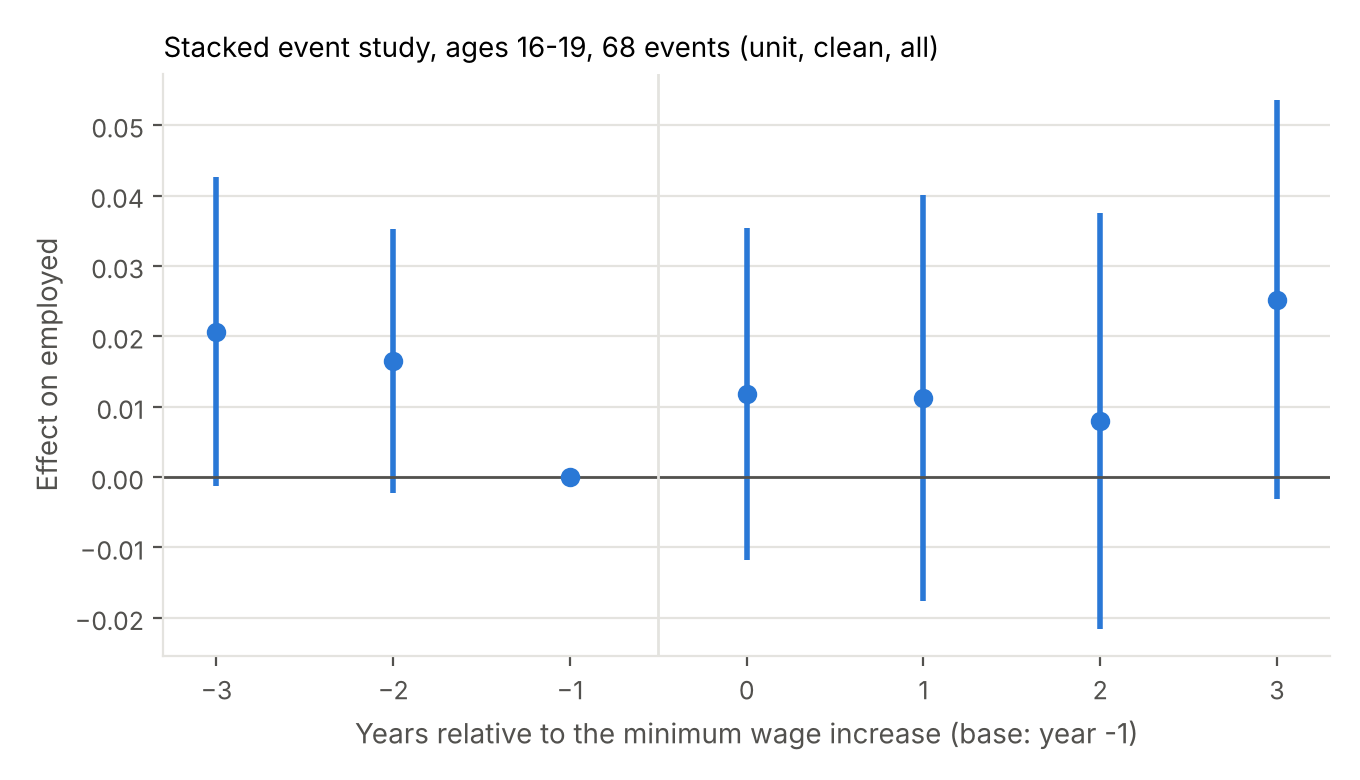 Stacked event study, ages 16-19, 68 events (unit, clean, all)
Effect on employed
0.05
0.04
0.03
0.02
0.01
0.00
−0.01
−0.02
−3 −2 −1 0 1 2 3
Years relative to the minimum wage increase (base: year -1)